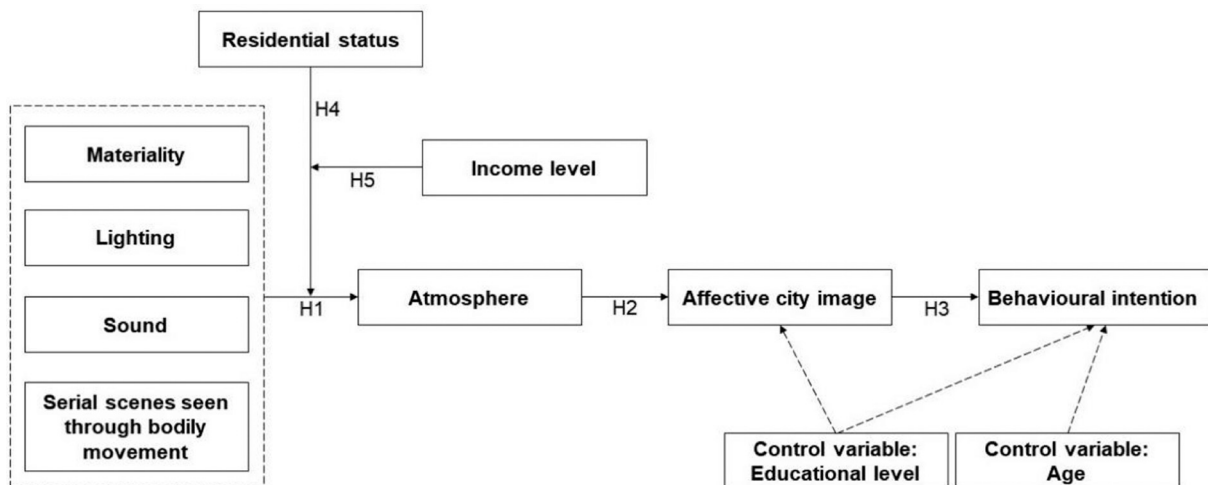 Residential status
H4
Materiality
H5
Income level
Lighting
H1
Atmosphere
H2
Affective city image
H3
Behavioural intention
Sound
Serial scenes seen
through bodily
movement
Control variable:
Educational level
Control variable:
Age